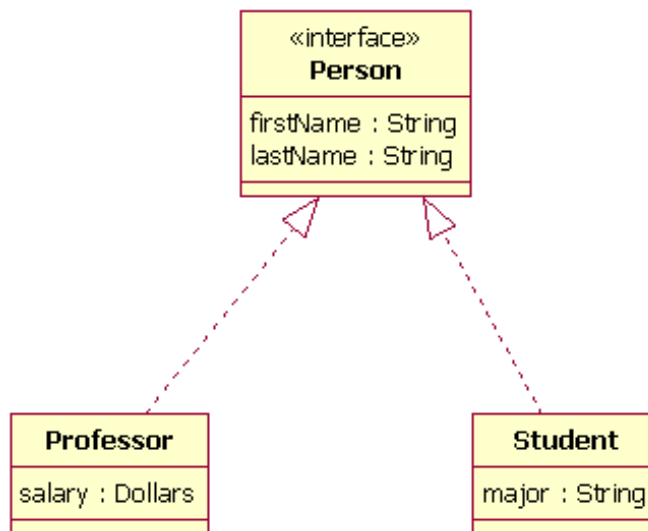 «interface»
Person
firstName : String
lastName : String
Professor
salary : Dollars
Student
major : String